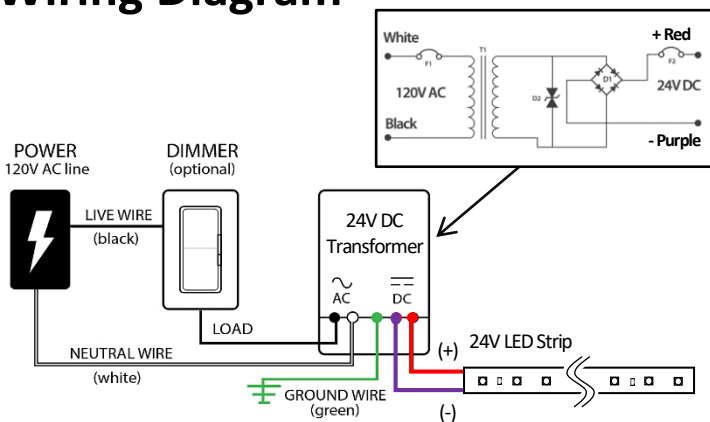 Wiring Diagram
White
F1
T1
120V AC
Black
D2
D1
+ Red
F2
24V DC
- Purple
POWER
120V AC line
DIMMER
(optional)
LIVE WIRE
(black)
24V DC
Transformer
AC
DC
LOAD
NEUTRAL WIRE
(white)
GROUND WIRE
(green)
(+)
24V LED Strip
(-)